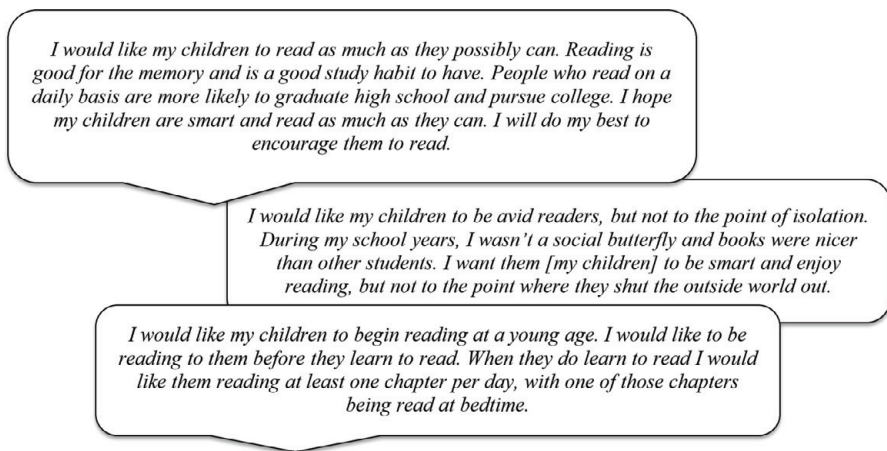 I would like my children to read as much as they possibly can. Reading is
good for the memory and is a good study habit to have. People who read on a
daily basis are more likely to graduate high school and pursue college. I hope
my children are smart and read as much as they can. I will do my best to
encourage them to read.
I would like my children to be avid readers, but not to the point of isolation.
During my school years, I wasn’t a social butterfly and books were nicer
than other students. I want them [my children] to be smart and enjoy
reading, but not to the point where they shut the outside world out.
I would like my children to begin reading at a young age. I would like to be
reading to them before they learn to read. When they do learn to read I would
like them reading at least one chapter per day, with one of those chapters
being read at bedtime.